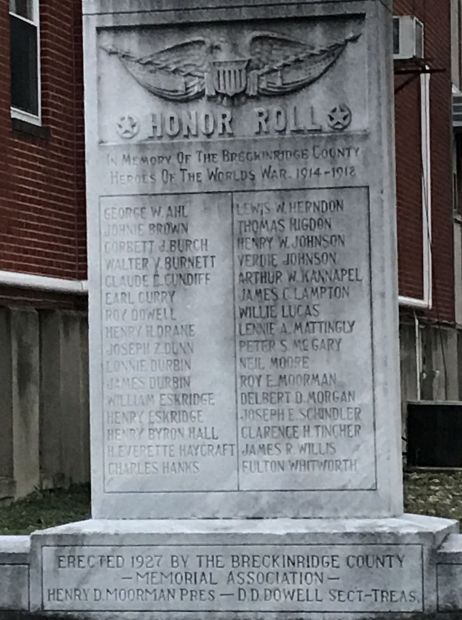 HONOR ROLL
IN MEMORY OF THE BRECKINRIDGE COUNTY
HEROES OF THE WORLDS WAR. 1914-1918
GEORGE W. AHL
JOHNIE BROWN
CORBETT J. BURCH
WALTER V. BURNETT
CLAUDE E. CUNDIFF
EARL CURRY
ROY DOWELL
HENRY H. DRANE
JOSEPH Z. DUNN
LONNIE DURBIN
JAMES DURBIN
WILLIAM ESKRIDGE
HENRY ESKRIDGE
HENRY BYRON HALL
H. EVERETTE HAYCRAFT
CHARLES HANKS
LEWIS W. HERNDON
THOMAS HIGDON
HENRY W. JOHNSON
VERDIE JOHNSON
ARTHUR W. KANNAPEL
JAMES C. LAMPTON
WILLIE LUCAS
LENNIE A. MATTINGLY
PETER S. MCGARY
NEIL MOORE
ROY E. MOORMAN
DELBERT D. MORGAN
JOSEPH E. SCHINDLER
CLARENCE H. TINCHER
JAMES R. WILLIS
FULTON WHITWORTH
ERECTED 1927 BY THE BRECKINRIDGE COUNTY
— MEMORIAL ASSOCIATION —
HENRY D. MOORMAN PRES — D.D. DOWELL SECT-TREAS.